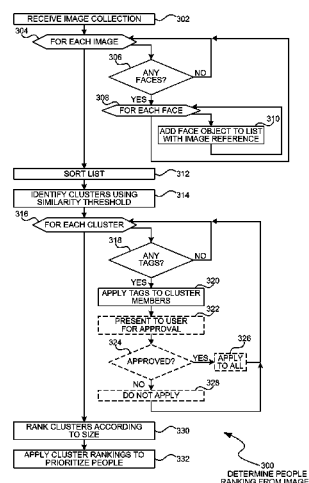 RECEIVE IMAGE COLLECTION
302
304
FOR EACH IMAGE
306
ANY
FACES?
NO
YES
308
FOR EACH FACE
310
ADD FACE OBJECT TO LIST
WITH IMAGE REFERENCE
SORT LIST
312
IDENTIFY CLUSTERS USING
SIMILARITY THRESHOLD
314
316
FOR EACH CLUSTER
318
ANY
TAGS?
NO
YES
320
APPLY TAGS TO CLUSTER
MEMBERS
322
PRESENT TO USER
FOR APPROVAL
324
APPROVED?
YES
326
APPLY
TO ALL
NO
328
DO NOT APPLY
RANK CLUSTERS ACCORDING
TO SIZE
330
APPLY CLUSTER RANKINGS TO
PRIORITIZE PEOPLE
332
300
DETERMINE PEOPLE
RANKING FROM IMAGE